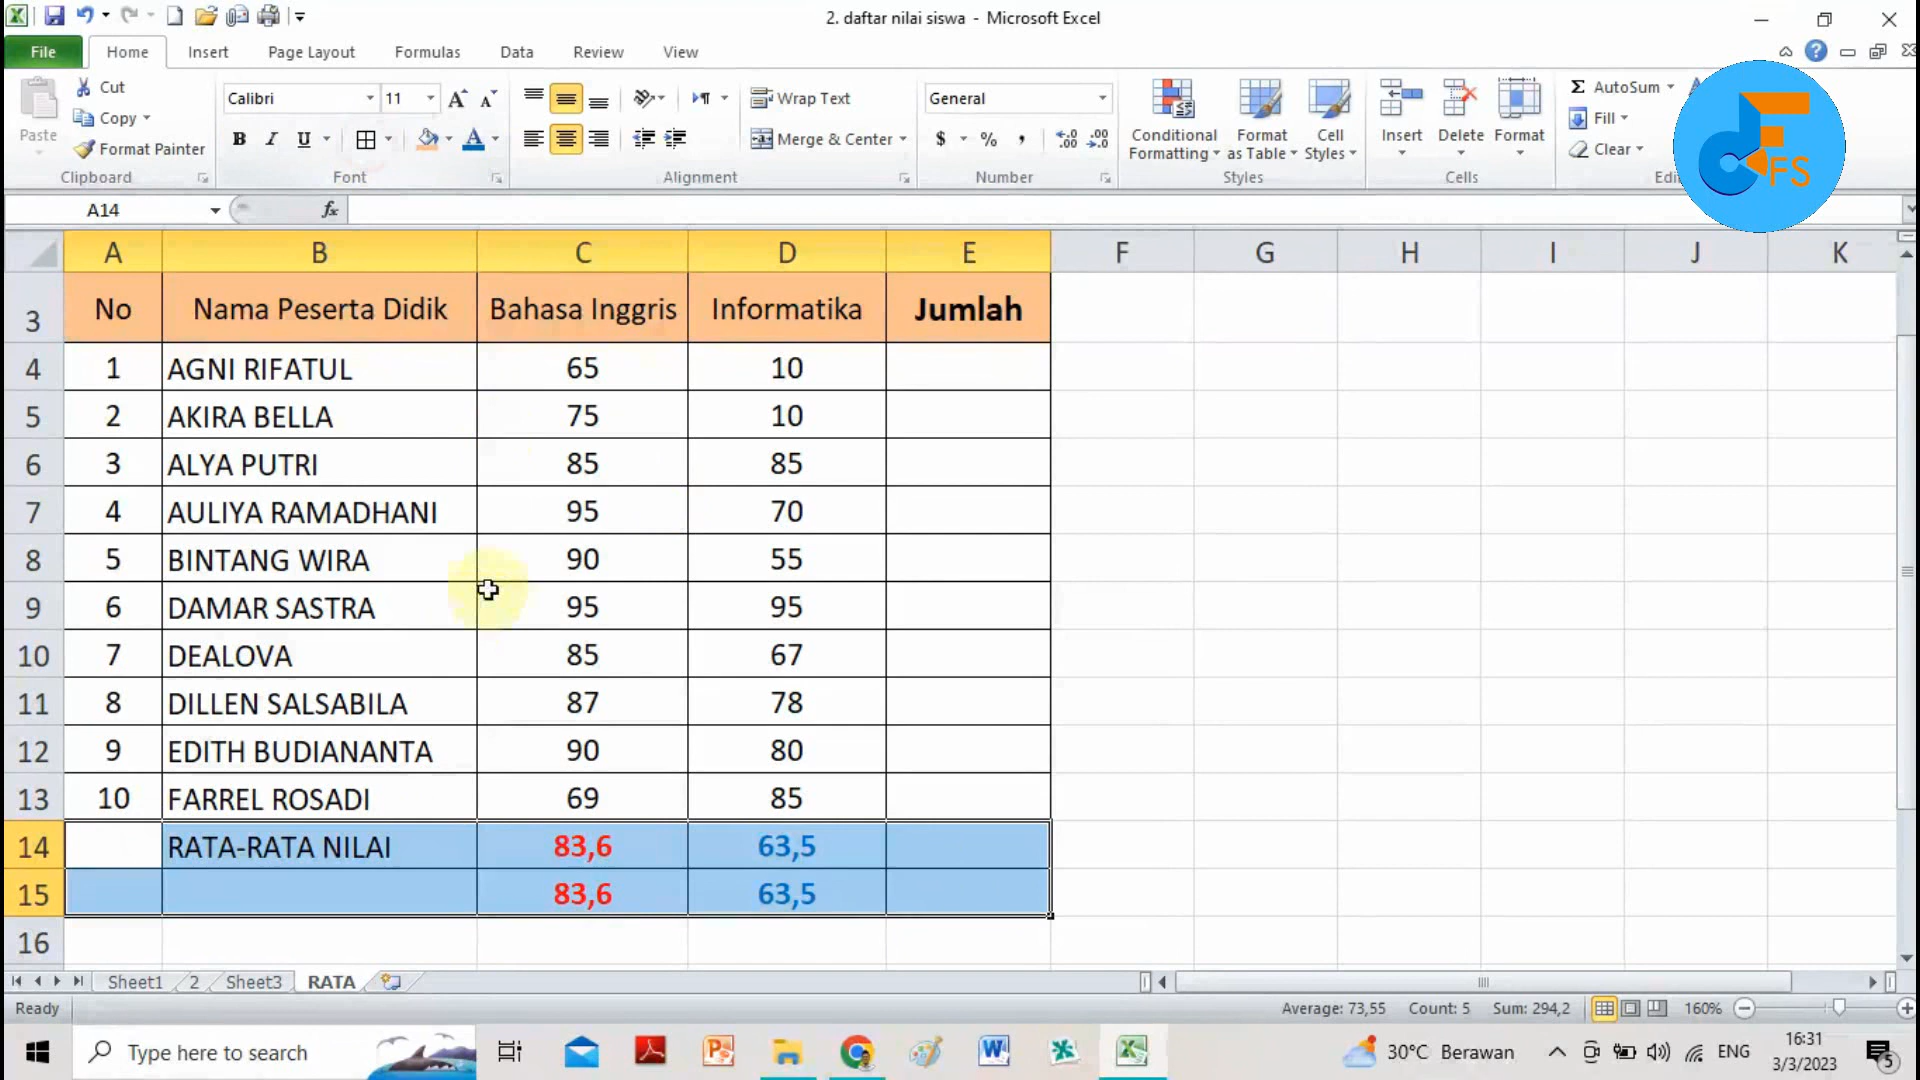 2. daftar nilai siswa - Microsoft Excel
File Home Insert Page Layout Formulas Data Review View
Paste
Cut
Copy
Format Painter
Clipboard
Calibri 11
B I U
Font
Wrap Text
Merge & Center
Alignment
General
$ % ,
Number
Conditional Formatting
Format as Table
Cell Styles
Styles
Insert Delete Format
Cells
Σ AutoSum
Fill
Clear
FS
A14 fx
A B C D E F G H I J K
3 No Nama Peserta Didik Bahasa Inggris Informatika Jumlah
4 1 AGNI RIFATUL 65 10
5 2 AKIRA BELLA 75 10
6 3 ALYA PUTRI 85 85
7 4 AULIYA RAMADHANI 95 70
8 5 BINTANG WIRA 90 55
9 6 DAMAR SASTRA 95 95
10 7 DEALOVA 85 67
11 8 DILLEN SALSABILA 87 78
12 9 EDITH BUDIANANTA 90 80
13 10 FARREL ROSADI 69 85
14 RATA-RATA NILAI 83,6 63,5
15 83,6 63,5
16
Sheet1 2 Sheet3 RATA
Ready Average: 73,55 Count: 5 Sum: 294,2 160%
Type here to search 30°C Berawan ENG 16:31
3/3/2023 5